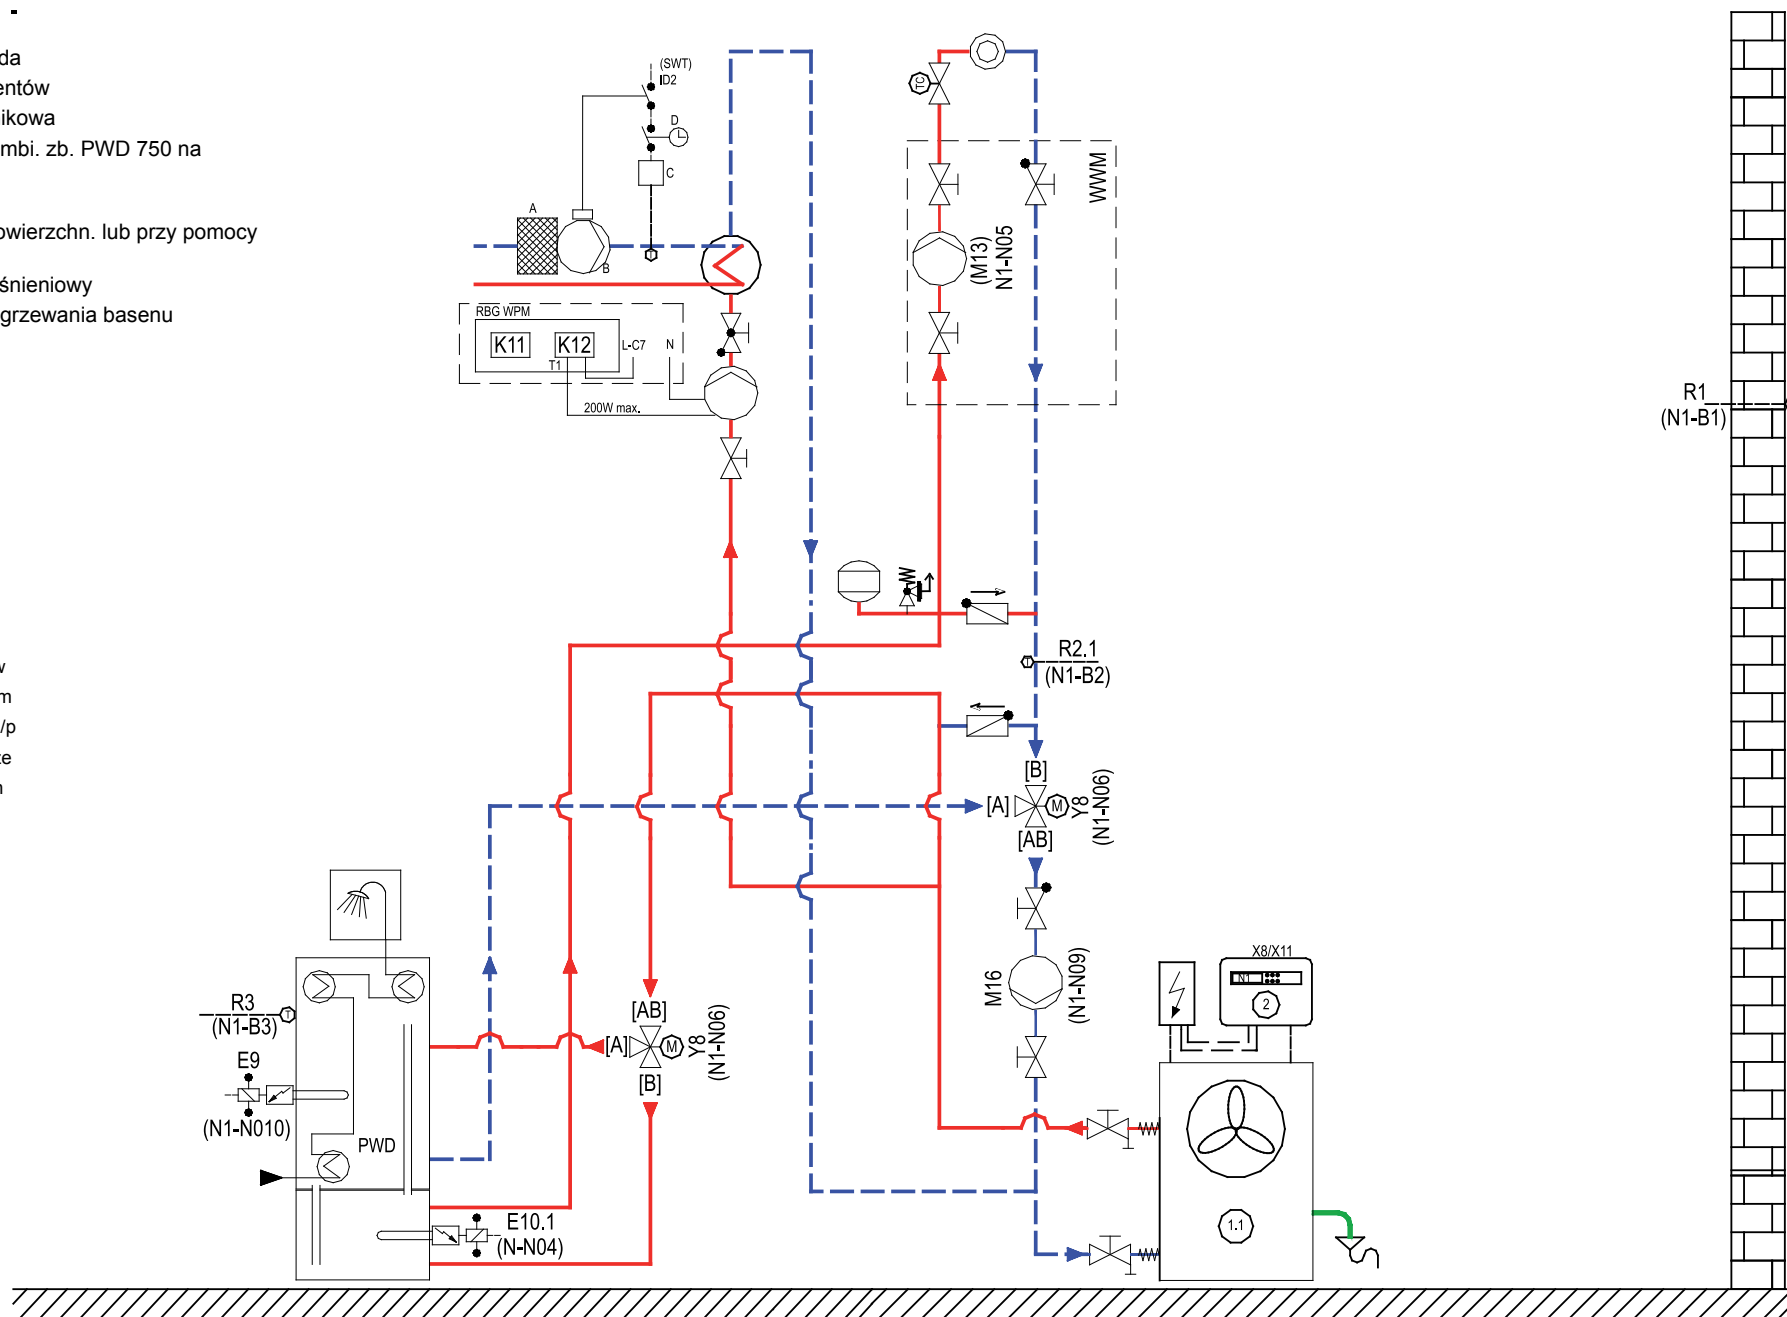 -
da
entów
ikowa
mbi. zb. PWD 750 na
owierzchn. lub przy pomocy
śnieniowy
grzewania basenu
w
m
/p
ze
n
(SWT)
ID2
D
C
A
B
T
RBG WPM
K11
K12
L-C7
N
T1
200W max.
TC
WWM
(M13)
N1-N05
R1
(N1-B1)
R2.1
(N1-B2)
T
[B]
[A]
M
Y8
(N1-N06)
[AB]
M16
(N1-N09)
R3
(N1-B3)
T
E9
(N1-N010)
PWD
E10.1
(N-N04)
[AB]
[A]
M
Y8
(N1-N06)
[B]
X8/X11
N1
2
1.1